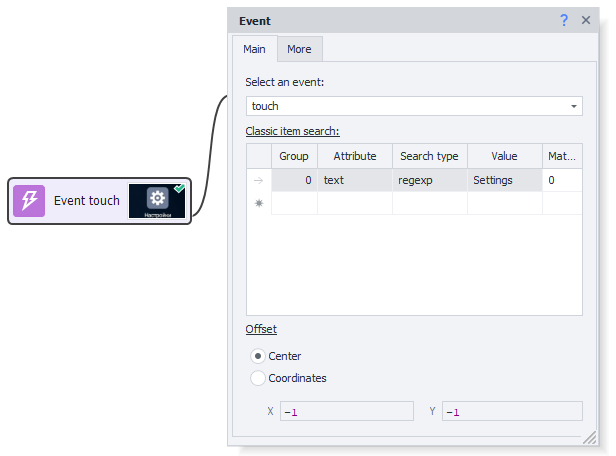 Event
? ×
Main
More
Select an event:
touch
Classic item search:
Group Attribute Search type Value Mat...
0 text regexp Settings 0
Event touch
Настройки
Offset
Center
Coordinates
X -1 Y -1